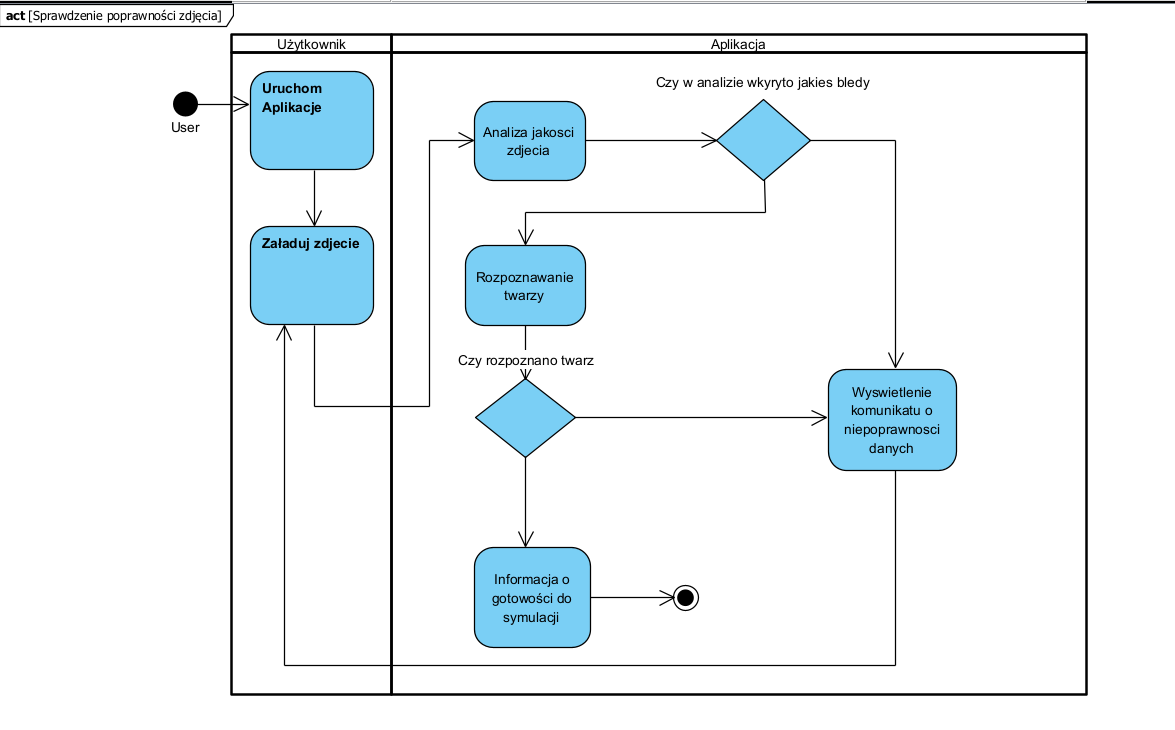 act [Sprawdzenie poprawności zdjęcia]
Użytkownik
Aplikacja
User
Uruchom
Aplikacje
Załaduj zdjecie
Analiza jakosci
zdjecia
Czy w analizie wkyryto jakies bledy
Rozpoznawanie
twarzy
Czy rozpoznano twarz
Wyswietlenie
komunikatu o
niepoprawnosci
danych
Informacja o
gotowości do
symulacji